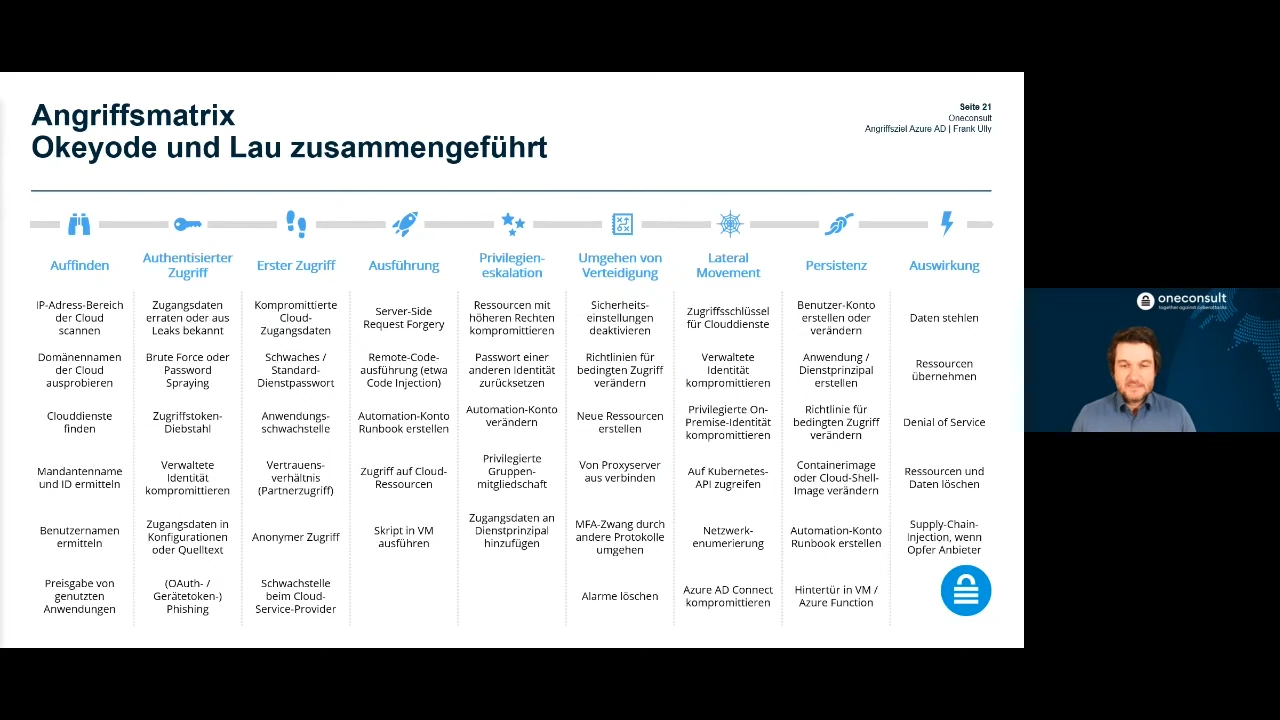 Angriffsmatrix
Okeyode und Lau zusammengeführt
Seite 21
Oneconsult
Angriffsziel Azure AD | Frank Ully
Auffinden
IP-Adress-Bereich
der Cloud
scannen
Domänennamen
der Cloud
ausprobieren
Clouddienste
finden
Mandantenname
und ID ermitteln
Benutzernamen
ermitteln
Preisgabe von
genutzten
Anwendungen
Authentisierter
Zugriff
Zugangsdaten
erraten oder aus
Leaks bekannt
Brute Force oder
Password
Spraying
Zugriffstoken-
Diebstahl
Verwaltete
Identität
kompromittieren
Zugangsdaten in
Konfigurationen
oder Quelltext
(OAuth- /
Gerätetoken-)
Phishing
Erster Zugriff
Kompromittierte
Cloud-
Zugangsdaten
Schwaches /
Standard-
Dienstpasswort
Anwendungs-
schwachstelle
Vertrauens-
verhältnis
(Partnerzugriff)
Anonymer Zugriff
Schwachstelle
beim Cloud-
Service-Provider
Ausführung
Server-Side
Request Forgery
Remote-Code-
ausführung (etwa
Code Injection)
Automation-Konto
Runbook erstellen
Zugriff auf Cloud-
Ressourcen
Skript in VM
ausführen
Privilegien-
eskalation
Ressourcen mit
höheren Rechten
kompromittieren
Passwort einer
anderen Identität
zurücksetzen
Automation-Konto
verändern
Privilegierte
Gruppen-
mitgliedschaft
Zugangsdaten an
Dienstprinzipal
hinzufügen
Umgehen von
Verteidigung
Sicherheits-
einstellungen
deaktivieren
Richtlinien für
bedingten Zugriff
verändern
Neue Ressourcen
erstellen
Von Proxyserver
aus verbinden
MFA-Zwang durch
andere Protokolle
umgehen
Alarme löschen
Lateral
Movement
Zugriffsschlüssel
für Clouddienste
Verwaltete
Identität
kompromittieren
Privilegierte On-
Premise-Identität
kompromittieren
Auf Kubernetes-
API zugreifen
Netzwerk-
enumerierung
Azure AD Connect
kompromittieren
Persistenz
Benutzer-Konto
erstellen oder
verändern
Anwendung /
Dienstprinzipal
erstellen
Richtlinie für
bedingten Zugriff
verändern
Containerimage
oder Cloud-Shell-
Image verändern
Automation-Konto
Runbook erstellen
Hintertür in VM /
Azure Function
Auswirkung
Daten stehlen
Ressourcen
übernehmen
Denial of Service
Ressourcen und
Daten löschen
Supply-Chain-
Injection, wenn
Opfer Anbieter
oneconsult
together against cyberattacks